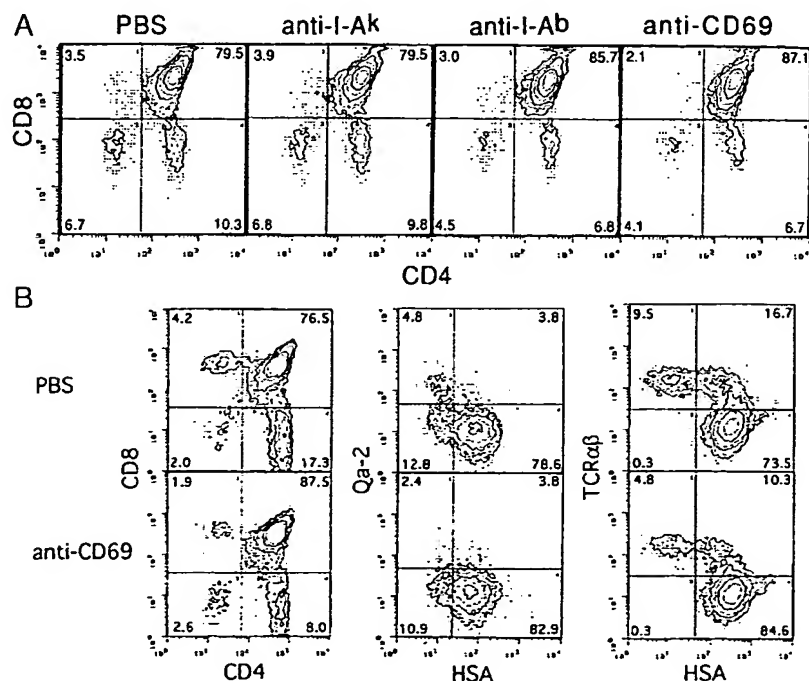 A
PBS
anti-I-Ak
anti-I-Ab
anti-CD69
3.5 79.5 3.9 79.5 3.0 85.7 2.1 87.1
CD8
6.7 10.3 6.8 9.8 4.5 6.8 4.1 6.7
CD4
B
PBS
4.2 76.5 4.8 3.8 9.5 16.7
CD8
Qa-2
TCRαβ
2.0 17.3 12.8 78.6 0.3 73.5
anti-CD69
1.9 87.5 2.4 3.8 4.8 10.3
2.6 8.0 10.9 82.9 0.3 84.6
CD4 HSA HSA